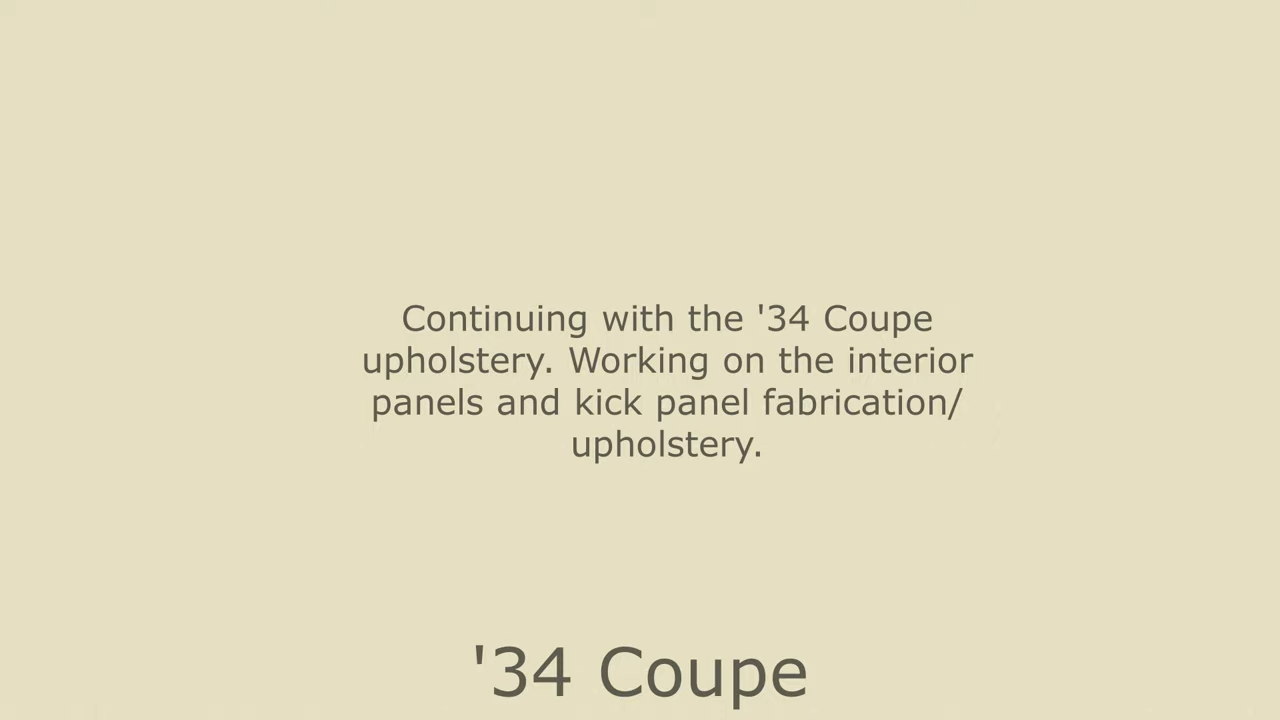 Continuing with the '34 Coupe
upholstery. Working on the interior
panels and kick panel fabrication/
upholstery.
'34 Coupe